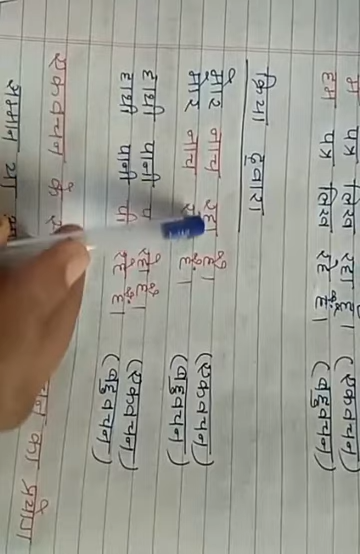 पत्र लिख रहा हूँ। (एकवचन)
हम पत्र लिख रहे हैं। (बहुवचन)
क्रिया द्वारा
मोर नाच रहा है। (एकवचन)
मोर नाच हैं। (बहुवचन)
हाथी पानी रहा है। (एकवचन)
हाथी पानी पी रहे हैं। (बहुवचन)
एकवचन के का प्रयोग
सम्मान या